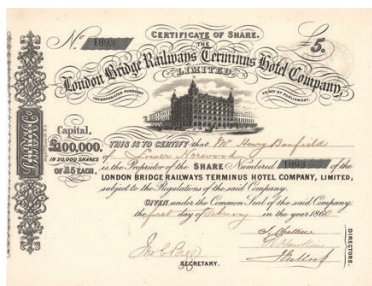 No 1893
CERTIFICATE OF SHARE.
£5.
THE
London Bridge Railways Terminus Hotel Company,
LIMITED.
INCORPORATED PURSUANT
TO ACT OF PARLIAMENT.
Capital,
£100,000,
IN 20,000 SHARES
OF £5 EACH.
THIS IS TO CERTIFY that Mr Henry Banfield
of Lower Norwood
is the Proprietor of the SHARE Numbered 1893 of the
LONDON BRIDGE RAILWAYS TERMINUS HOTEL COMPANY, LIMITED,
subject to the Regulations of the said Company.
GIVEN under the Common Seal of the said Company,
the first day of February in the year 1860
SECRETARY.
DIRECTORS.